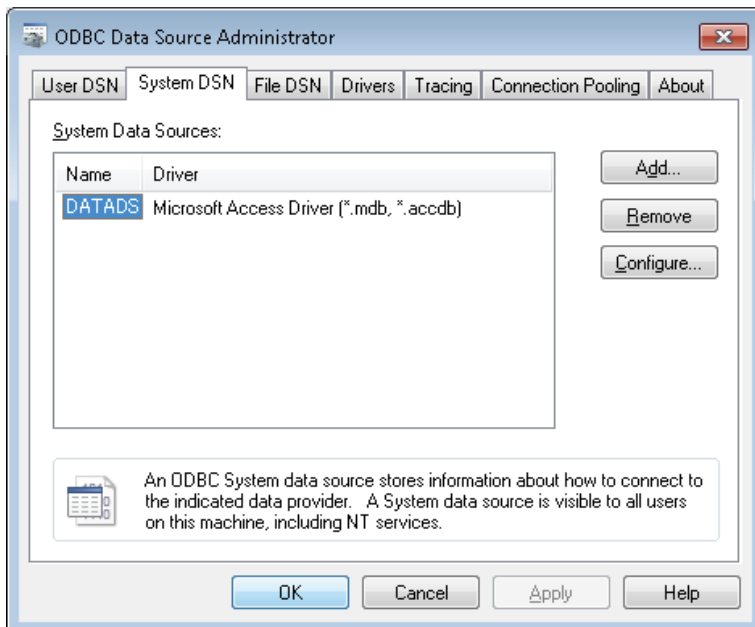 ODBC Data Source Administrator
User DSN System DSN File DSN Drivers Tracing Connection Pooling About
System Data Sources:
Name Driver
DATADS Microsoft Access Driver (*.mdb, *.accdb)
Add...
Remove
Configure...
An ODBC System data source stores information about how to connect to
the indicated data provider. A System data source is visible to all users
on this machine, including NT services.
OK Cancel Apply Help